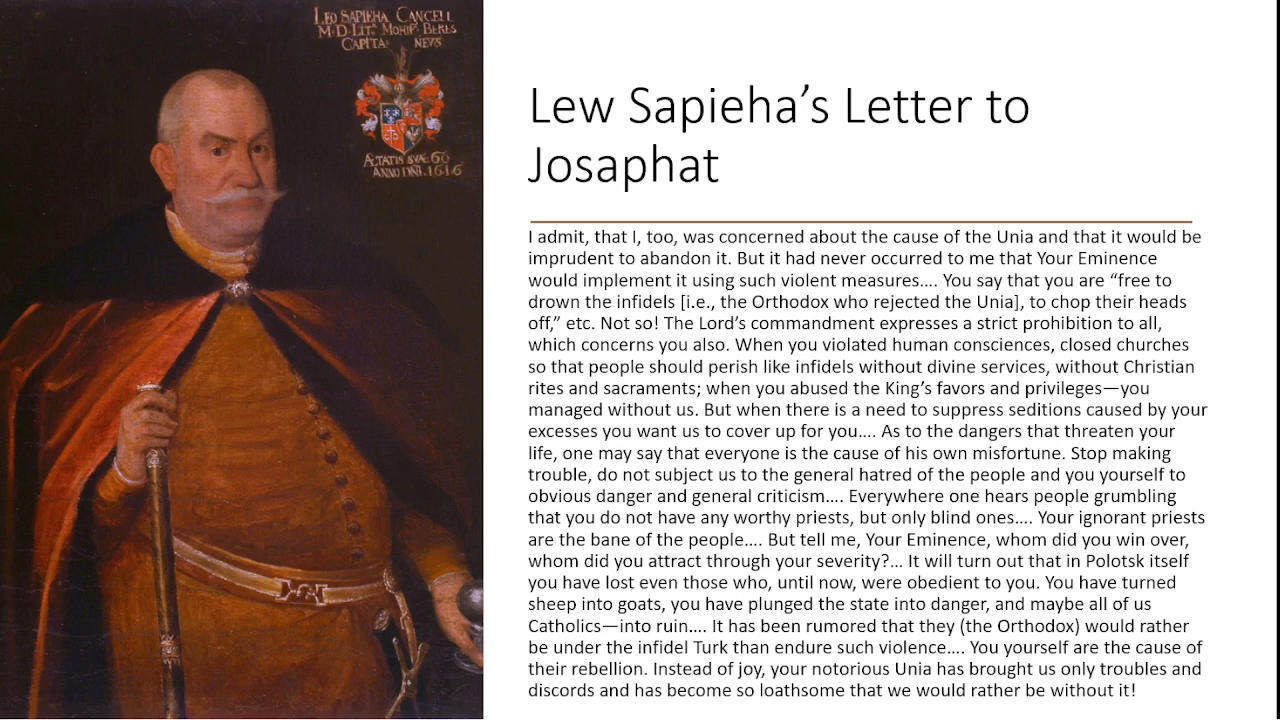 LEO SAPIEHA CANCELL
M·D·LIT· MOHIP· BERES
CAPITA NEVS
ÆTATIS SVÆ 60
ANNO DNI. 1616
Lew Sapieha’s Letter to
Josaphat
I admit, that I, too, was concerned about the cause of the Unia and that it would be
imprudent to abandon it. But it had never occurred to me that Your Eminence
would implement it using such violent measures…. You say that you are “free to
drown the infidels [i.e., the Orthodox who rejected the Unia], to chop their heads
off,” etc. Not so! The Lord’s commandment expresses a strict prohibition to all,
which concerns you also. When you violated human consciences, closed churches
so that people should perish like infidels without divine services, without Christian
rites and sacraments; when you abused the King’s favors and privileges—you
managed without us. But when there is a need to suppress seditions caused by your
excesses you want us to cover up for you…. As to the dangers that threaten your
life, one may say that everyone is the cause of his own misfortune. Stop making
trouble, do not subject us to the general hatred of the people and you yourself to
obvious danger and general criticism…. Everywhere one hears people grumbling
that you do not have any worthy priests, but only blind ones…. Your ignorant priests
are the bane of the people…. But tell me, Your Eminence, whom did you win over,
whom did you attract through your severity?… It will turn out that in Polotsk itself
you have lost even those who, until now, were obedient to you. You have turned
sheep into goats, you have plunged the state into danger, and maybe all of us
Catholics—into ruin…. It has been rumored that they (the Orthodox) would rather
be under the infidel Turk than endure such violence…. You yourself are the cause of
their rebellion. Instead of joy, your notorious Unia has brought us only troubles and
discords and has become so loathsome that we would rather be without it!